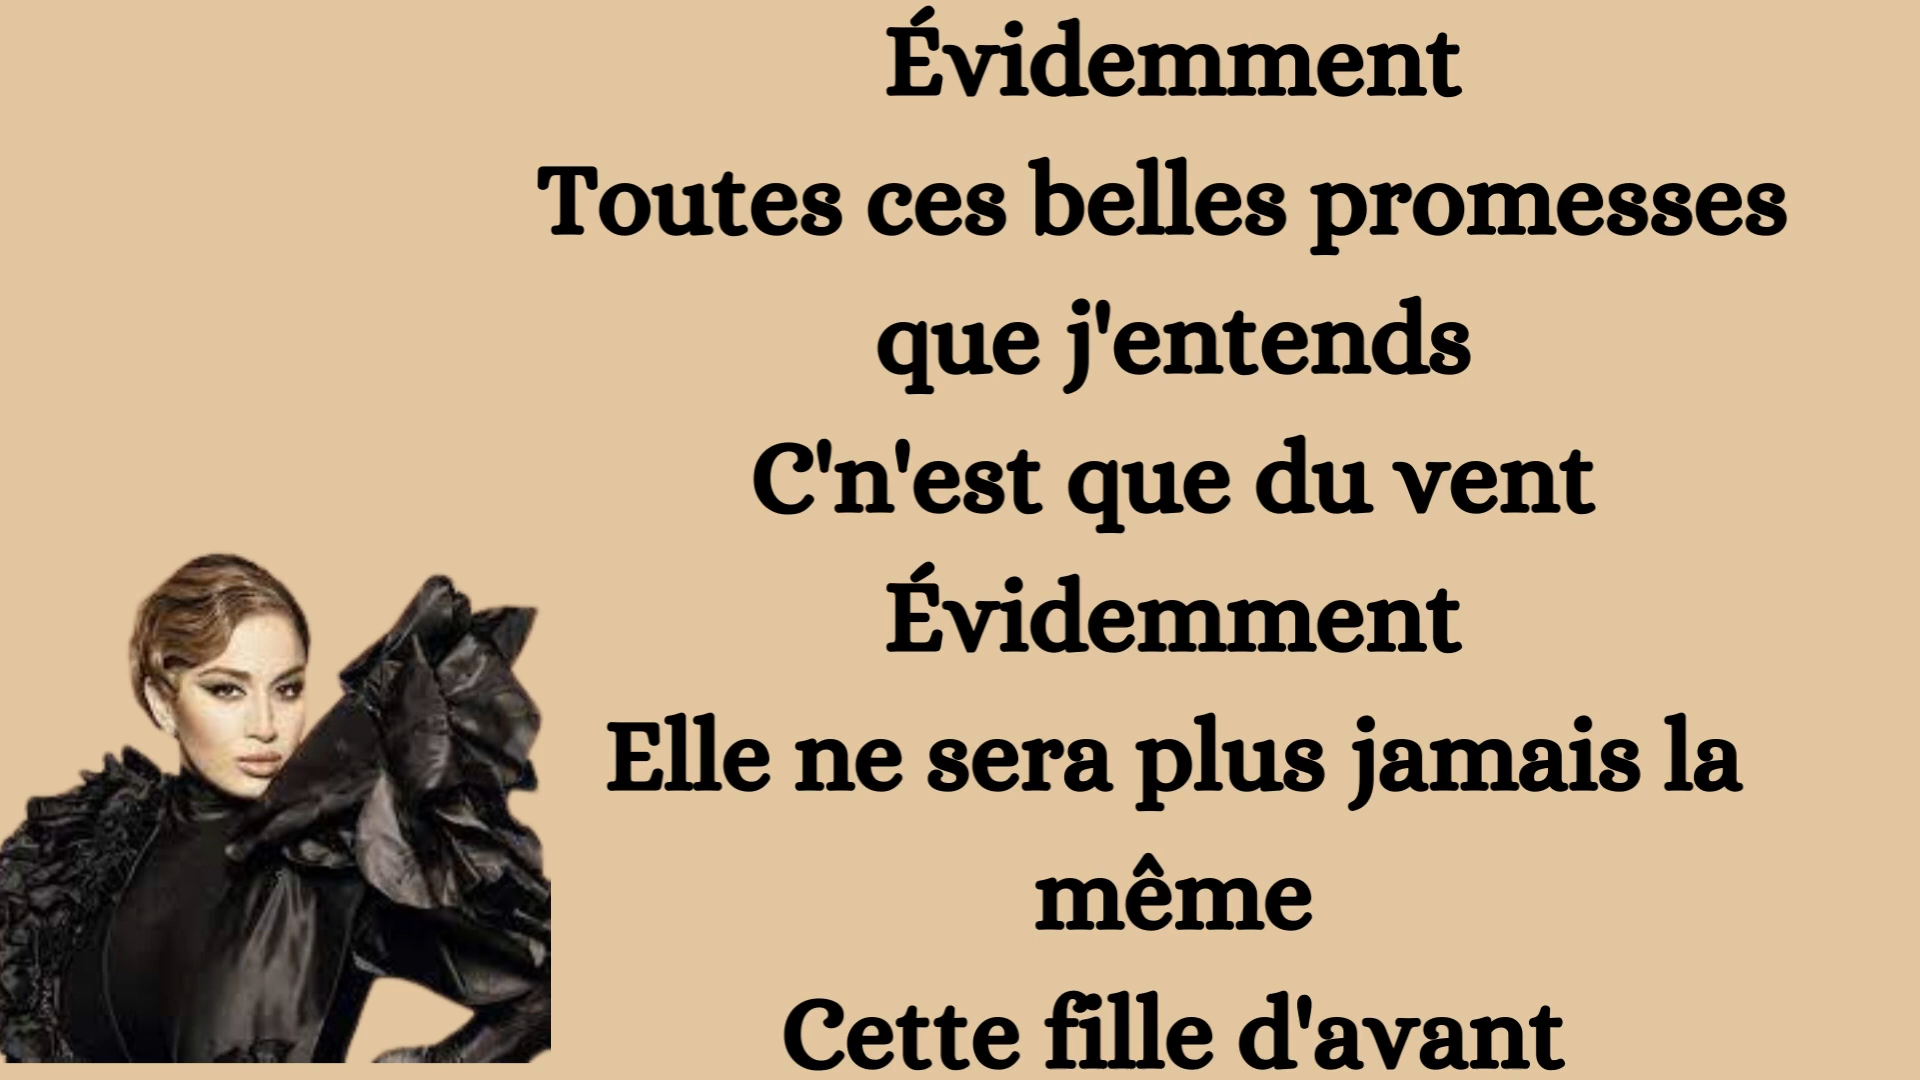 Évidemment
Toutes ces belles promesses
que j'entends
C'n'est que du vent
Évidemment
Elle ne sera plus jamais la
même
Cette fille d'avant